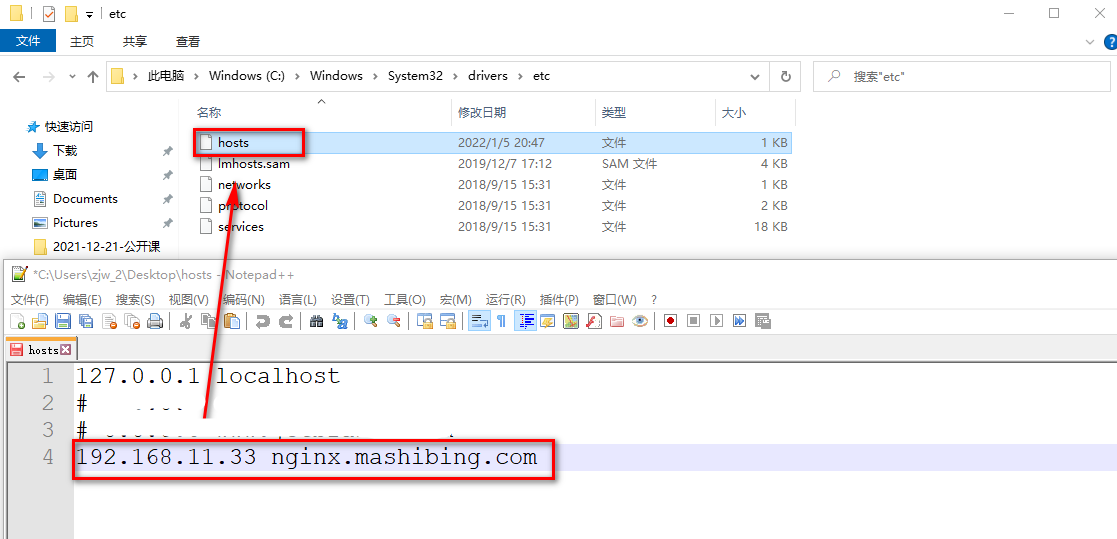 etc
文件 主页 共享 查看
此电脑 Windows (C:) Windows System32 drivers etc 搜索"etc"
名称 修改日期 类型 大小
快速访问
下载
桌面
Documents
Pictures
2021-12-21-公开课
hosts 2022/1/5 20:47 文件 1 KB
lmhosts.sam 2019/12/7 17:12 SAM 文件 4 KB
networks 2018/9/15 15:31 文件 1 KB
protocol 2018/9/15 15:31 文件 2 KB
services 2018/9/15 15:31 文件 18 KB
*C:\Users\zjw_2\Desktop\hosts - Notepad++
文件(F) 编辑(E) 搜索(S) 视图(V) 编码(N) 语言(L) 设置(T) 工具(O) 宏(M) 运行(R) 插件(P) 窗口(W) ?
hosts
1 127.0.0.1 localhost
2 #
3 #
4 192.168.11.33 nginx.mashibing.com